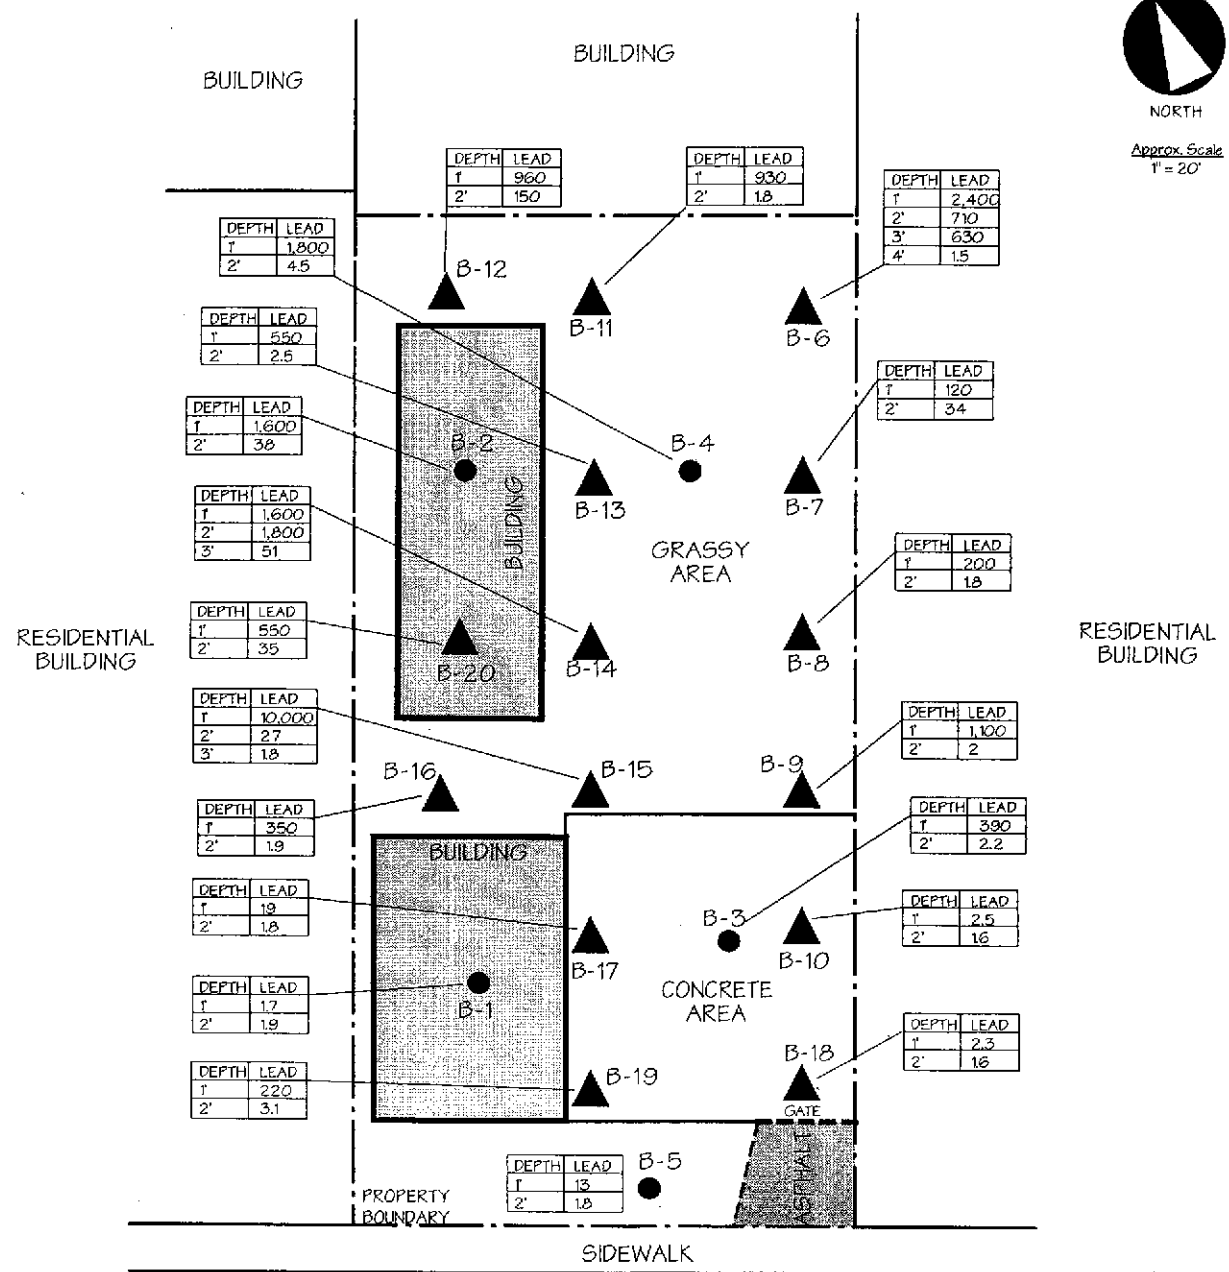 BUILDING
BUILDING
NORTH
Approx. Scale
1" = 20'
DEPTH LEAD
1' 960
2' 150
B-12
DEPTH LEAD
1' 930
2' 1.8
B-11
DEPTH LEAD
1' 2,400
2' 710
3' 630
4' 1.5
B-6
DEPTH LEAD
1' 1,800
2' 4.5
B-4
DEPTH LEAD
1' 550
2' 2.5
B-13
DEPTH LEAD
1' 120
2' 34
B-7
DEPTH LEAD
1' 1,600
2' 38
B-2
BUILDING
GRASSY
AREA
DEPTH LEAD
1' 1,600
2' 1,800
3' 51
B-14
DEPTH LEAD
1' 200
2' 1.8
B-8
RESIDENTIAL
BUILDING
RESIDENTIAL
BUILDING
DEPTH LEAD
1' 550
2' 35
B-20
DEPTH LEAD
1' 10,000
2' 27
3' 1.8
B-15
DEPTH LEAD
1' 1,100
2' 2
B-9
B-16
DEPTH LEAD
1' 350
2' 1.9
BUILDING
DEPTH LEAD
1' 390
2' 2.2
B-3
DEPTH LEAD
1' 19
2' 1.8
B-17
DEPTH LEAD
1' 2.5
2' 1.6
B-10
CONCRETE
AREA
DEPTH LEAD
1' 1.7
2' 1.9
B-1
DEPTH LEAD
1' 2.3
2' 1.6
B-18
DEPTH LEAD
1' 220
2' 3.1
B-19
GATE
ASPHALT
DEPTH LEAD
1' 13
2' 1.8
B-5
PROPERTY
BOUNDARY
SIDEWALK